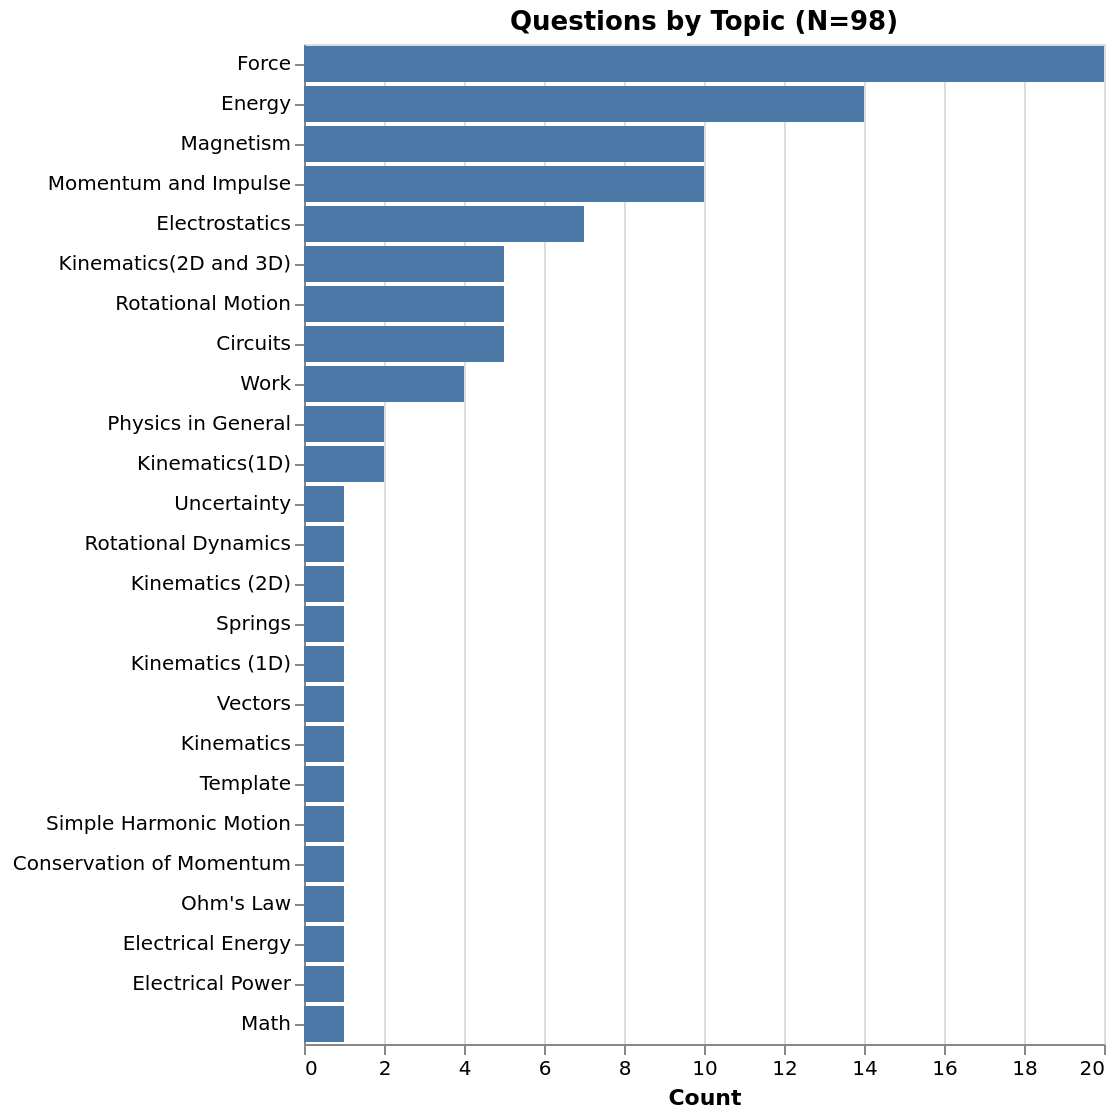 Questions by Topic (N=98)
Force
Energy
Magnetism
Momentum and Impulse
Electrostatics
Kinematics(2D and 3D)
Rotational Motion
Circuits
Work
Physics in General
Kinematics(1D)
Uncertainty
Rotational Dynamics
Kinematics (2D)
Springs
Kinematics (1D)
Vectors
Kinematics
Template
Simple Harmonic Motion
Conservation of Momentum
Ohm's Law
Electrical Energy
Electrical Power
Math
0 2 4 6 8 10 12 14 16 18 20
Count